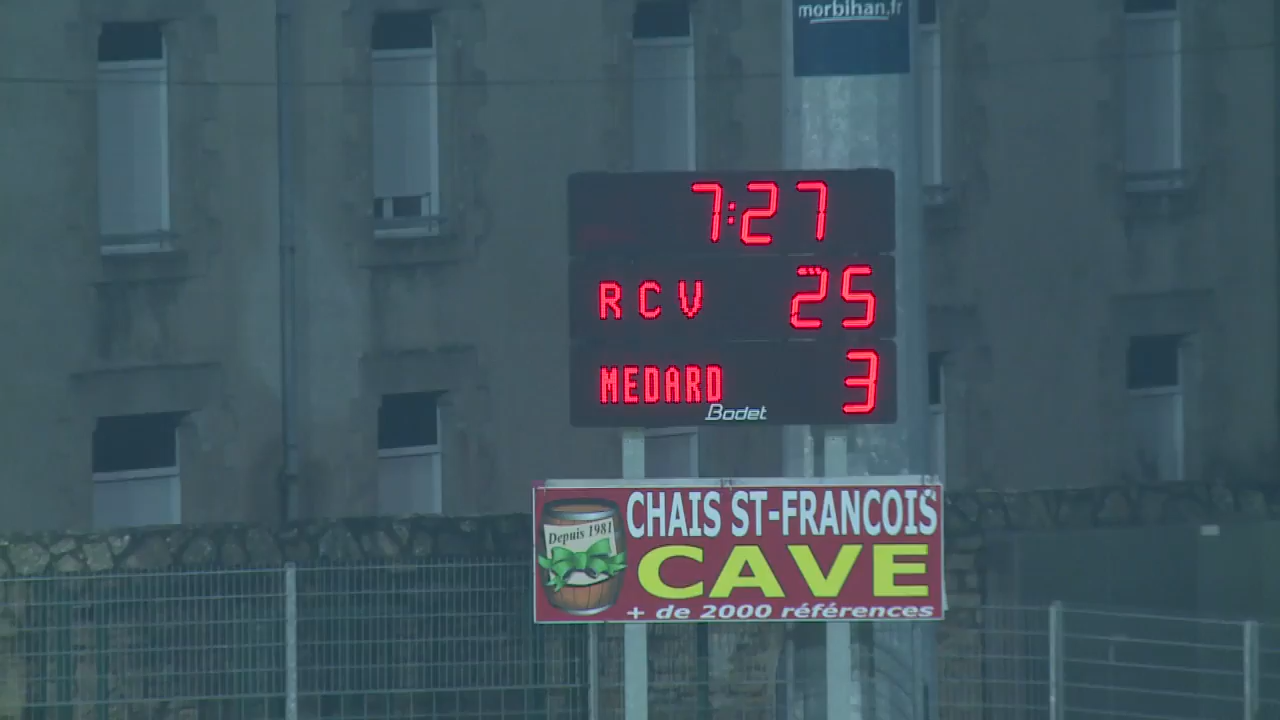 morbihan.fr
7:27
RCV 25
MEDARD 3
Bodet
CHAIS ST-FRANCOIS
Depuis 1981
CAVE
+ de 2000 références